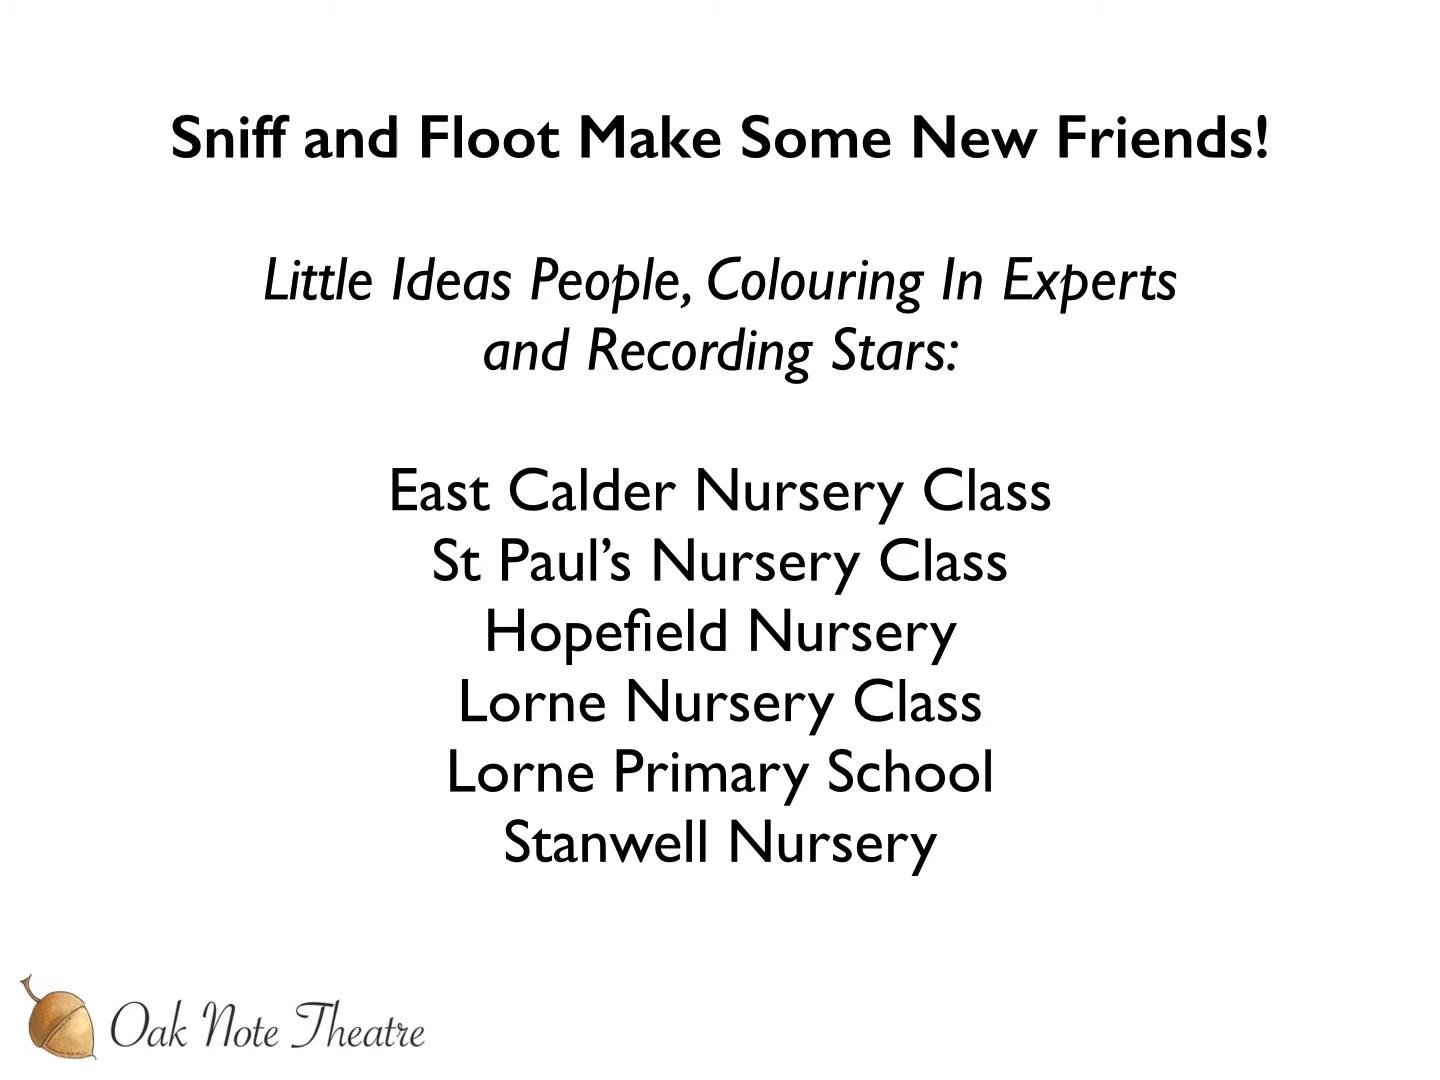 Sniff and Floot Make Some New Friends!
Little Ideas People, Colouring In Experts
and Recording Stars:
East Calder Nursery Class
St Paul’s Nursery Class
Hopefield Nursery
Lorne Nursery Class
Lorne Primary School
Stanwell Nursery
Oak Note Theatre